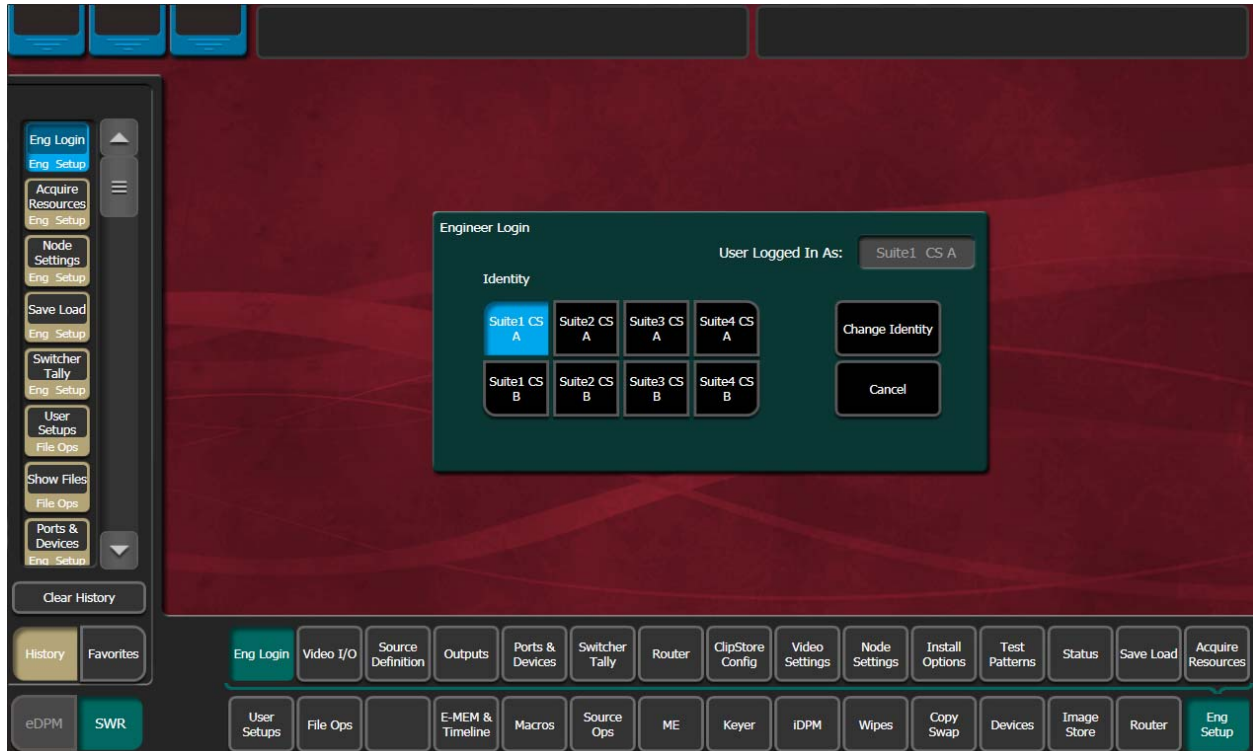 Eng Login
Eng Setup
Acquire
Resources
Eng Setup
Node
Settings
Eng Setup
Save Load
Eng Setup
Switcher
Tally
Eng Setup
User
Setups
File Ops
Show Files
File Ops
Ports &
Devices
Eng Setup
Clear History
History
Favorites
eDPM
SWR
Engineer Login
User Logged In As:
Suite1 CS A
Identity
Suite1 CS
A
Suite2 CS
A
Suite3 CS
A
Suite4 CS
A
Change Identity
Suite1 CS
B
Suite2 CS
B
Suite3 CS
B
Suite4 CS
B
Cancel
Eng Login
Video I/O
Source
Definition
Outputs
Ports &
Devices
Switcher
Tally
Router
ClipStore
Config
Video
Settings
Node
Settings
Install
Options
Test
Patterns
Status
Save Load
Acquire
Resources
User
Setups
File Ops
E-MEM &
Timeline
Macros
Source
Ops
ME
Keyer
iDPM
Wipes
Copy
Swap
Devices
Image
Store
Router
Eng
Setup